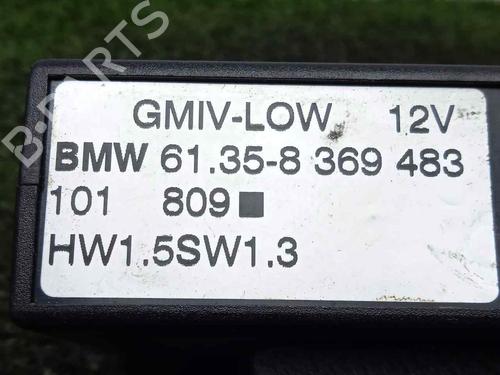 B-PARTS
GMIV-LOW 12V
BMW 61.35-8 369 483
101 809■
HW1.5SW1.3